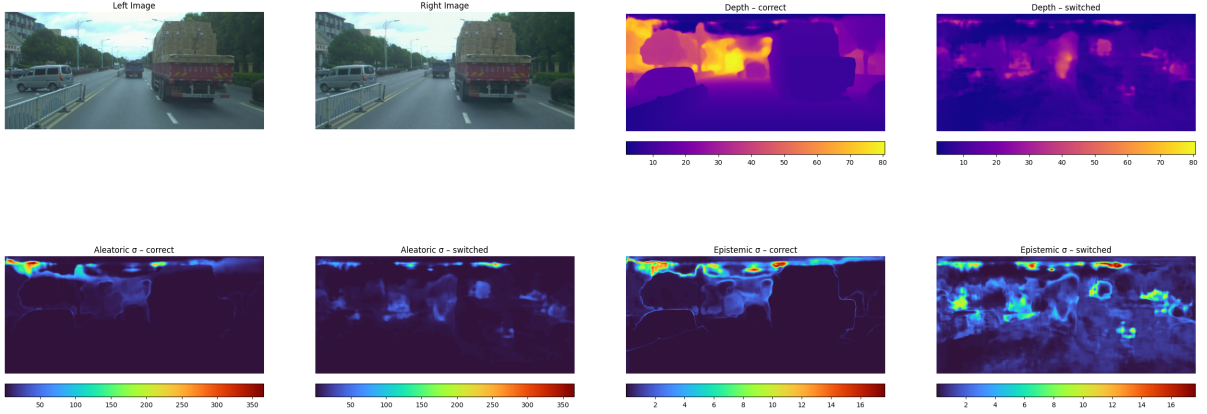 Left Image
Right Image
Depth – correct
Depth – switched
10 20 30 40 50 60 70 80
10 20 30 40 50 60 70 80
Aleatoric σ – correct
Aleatoric σ – switched
Epistemic σ – correct
Epistemic σ – switched
50 100 150 200 250 300 350
50 100 150 200 250 300 350
2 4 6 8 10 12 14 16
2 4 6 8 10 12 14 16